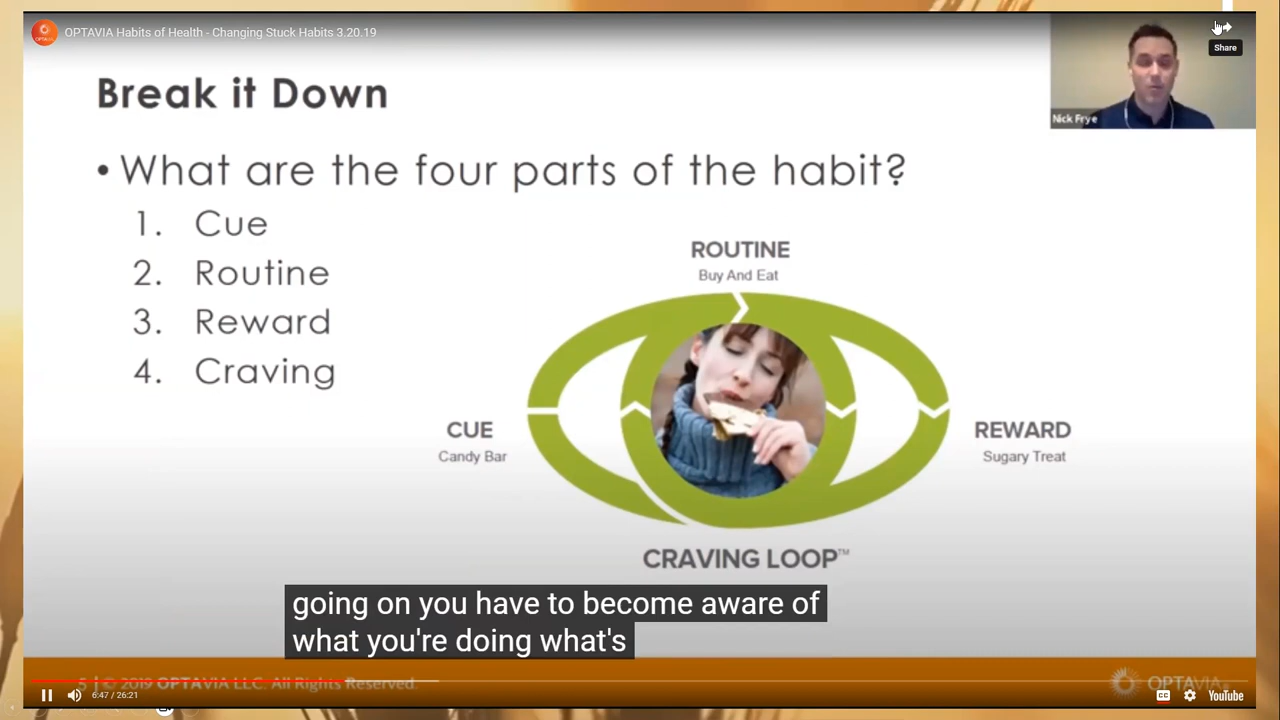 OPTAVIA Habits of Health - Changing Stuck Habits 3.20.19
Share
Nick Frye
Break it Down
• What are the four parts of the habit?
1. Cue
2. Routine
3. Reward
4. Craving
ROUTINE
Buy And Eat
CUE
Candy Bar
REWARD
Sugary Treat
CRAVING LOOP™
going on you have to become aware of
what you're doing what's
5 | © 2019 OPTAVIA LLC. All Rights Reserved.
OPTAVIA®
6:47 / 26:21
CC
YouTube